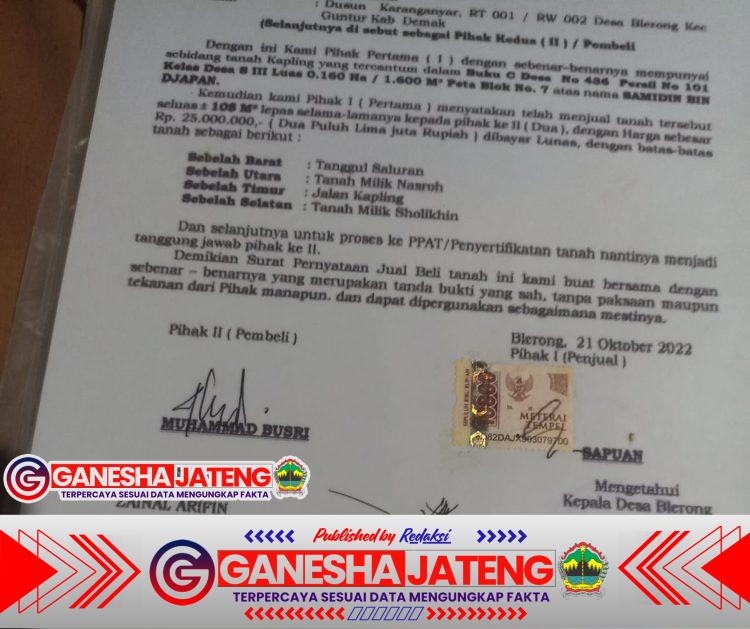 : Dusun Karanganyar, RT 001 / RW 002 Desa Blerong Kec
Guntur Kab Demak
(Selanjutnya di sebut sebagai Pihak Kedua ( II ) / Pembeli
Dengan ini Kami Pihak Pertama ( I ) dengan sebenar-benarnya mempunyai
sebidang tanah Kapling yang tercantum dalam Buku C Desa No 436 Persil No 101
Kelas Desa S III Luas 0.160 Ha / 1.600 M² Peta Blok No. 7 atas nama SAMIDIN BIN
DJAPAN.
Kemudian kami Pihak I ( Pertama ) menyatakan telah menjual tanah tersebut
seluas ± 108 M² lepas selama-lamanya kepada pihak ke II ( Dua ), dengan Harga sebesar
Rp. 25.000.000,- ( Dua Puluh Lima juta Rupiah ) dibayar Lunas, dengan batas-batas
tanah sebagai berikut :
Sebelah Barat : Tanggul Saluran
Sebelah Utara : Tanah Milik Nasroh
Sebelah Timur : Jalan Kapling
Sebelah Selatan : Tanah Milik Sholikhin
Dan selanjutnya untuk proses ke PPAT/Penyertifikatan tanah nantinya menjadi
tanggung jawab pihak ke II.
Demikian Surat Pernyataan Jual Beli tanah ini kami buat bersama dengan
sebenar – benarnya yang merupakan tanda bukti yang sah, tanpa paksaan maupun
tekanan dari Pihak manapun. dan dapat dipergunakan sebagaimana mestinya.
Blerong, 21 Oktober 2022
Pihak II ( Pembeli )
Pihak I (Penjual )
10000
METERAI
TEMPEL
MUHAMMAD BUSRI
SAPUAN
Mengetahui
Kepala Desa Blerong
ZAINAL ARIFIN
G GANESHA JATENG
TERPERCAYA SESUAI DATA MENGUNGKAP FAKTA
Published by Redaksi
G GANESHA JATENG
TERPERCAYA SESUAI DATA MENGUNGKAP FAKTA